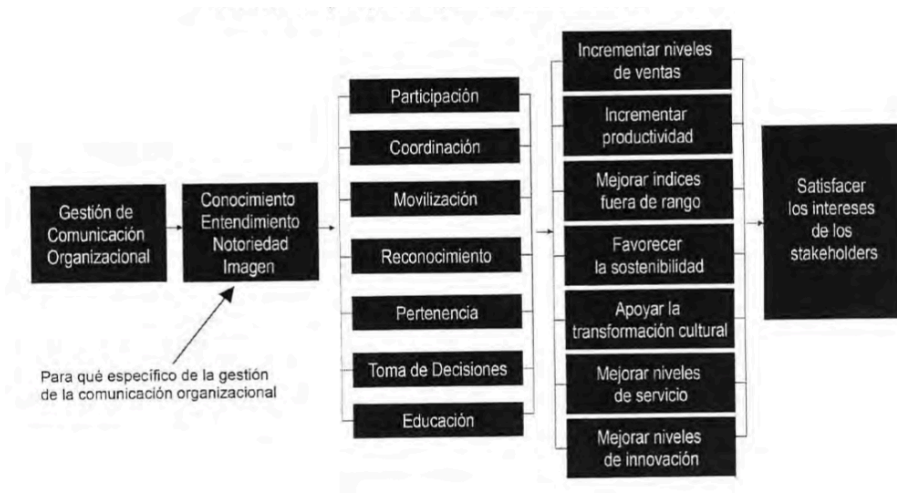 Gestión de
Comunicación
Organizacional
Conocimiento
Entendimiento
Notoriedad
Imagen
Para qué específico de la gestión
de la comunicación organizacional
Participación
Coordinación
Movilización
Reconocimiento
Pertenencia
Toma de Decisiones
Educación
Incrementar niveles
de ventas
Incrementar
productividad
Mejorar indices
fuera de rango
Favorecer
la sostenibilidad
Apoyar la
transformación cultural
Mejorar niveles
de servicio
Mejorar niveles
de innovación
Satisfacer
los intereses
de los
stakeholders